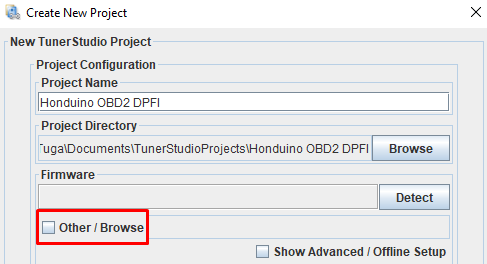 Create New Project
New TunerStudio Project
Project Configuration
Project Name
Honduino OBD2 DPFI
Project Directory
Tuga\Documents\TunerStudioProjects\Honduino OBD2 DPFI
Browse
Firmware
Detect
Other / Browse
Show Advanced / Offline Setup